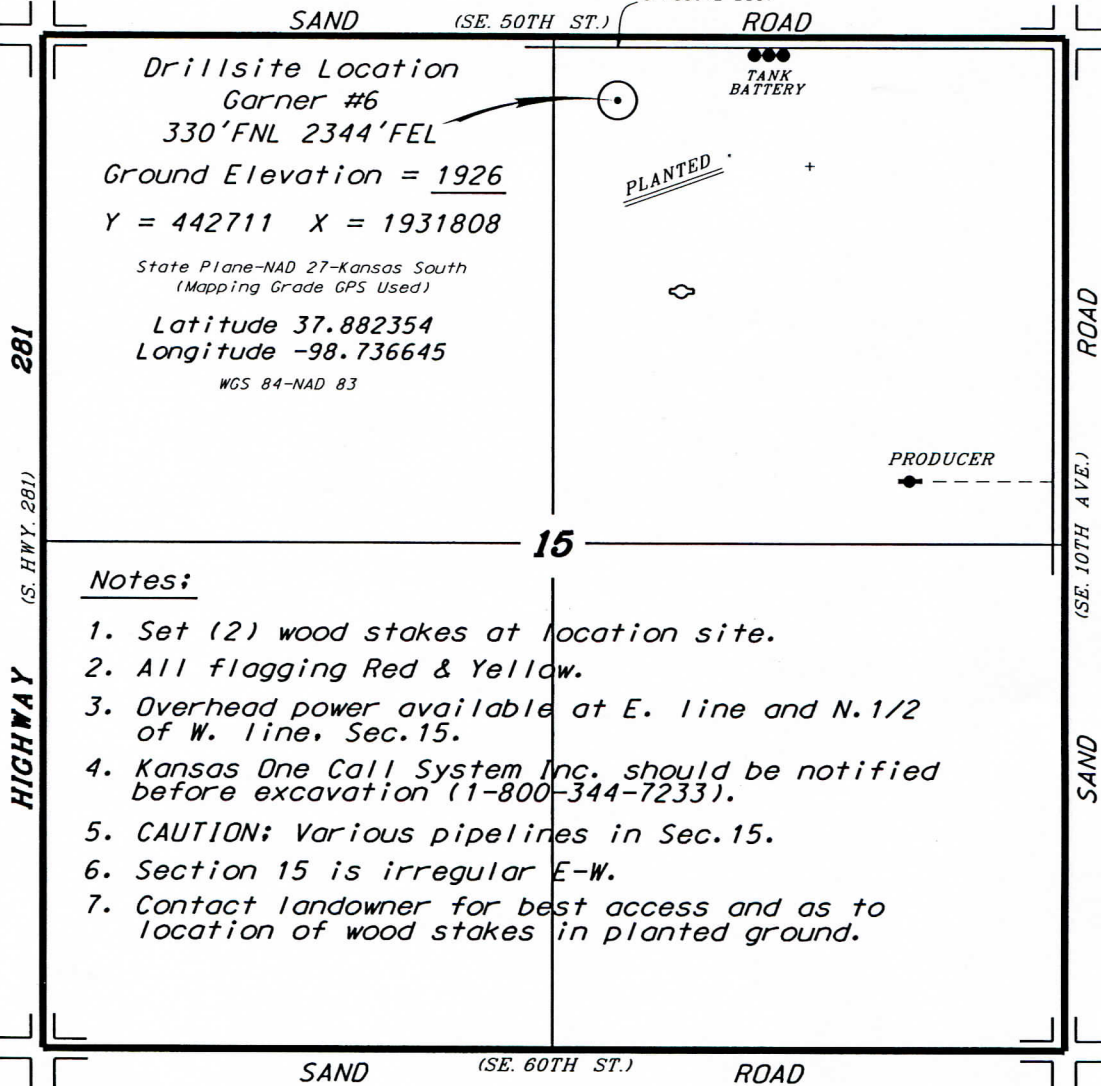 SAND (SE. 50TH ST.) ROAD
Drillsite Location
Garner #6
330'FNL 2344'FEL
Ground Elevation = 1926
Y = 442711 X = 1931808
State Plane-NAD 27-Kansas South
(Mapping Grade GPS Used)
Latitude 37.882354
Longitude -98.736645
WGS 84-NAD 83
TANK
BATTERY
PLANTED
PRODUCER
15
HIGHWAY (S. HWY. 281) 281
SAND (SE. 10TH AVE.) ROAD
Notes:
1. Set (2) wood stakes at location site.
2. All flagging Red & Yellow.
3. Overhead power available at E. line and N.1/2
of W. line, Sec.15.
4. Kansas One Call System Inc. should be notified
before excavation (1-800-344-7233).
5. CAUTION: Various pipelines in Sec.15.
6. Section 15 is irregular E-W.
7. Contact landowner for best access and as to
location of wood stakes in planted ground.
SAND (SE. 60TH ST.) ROAD